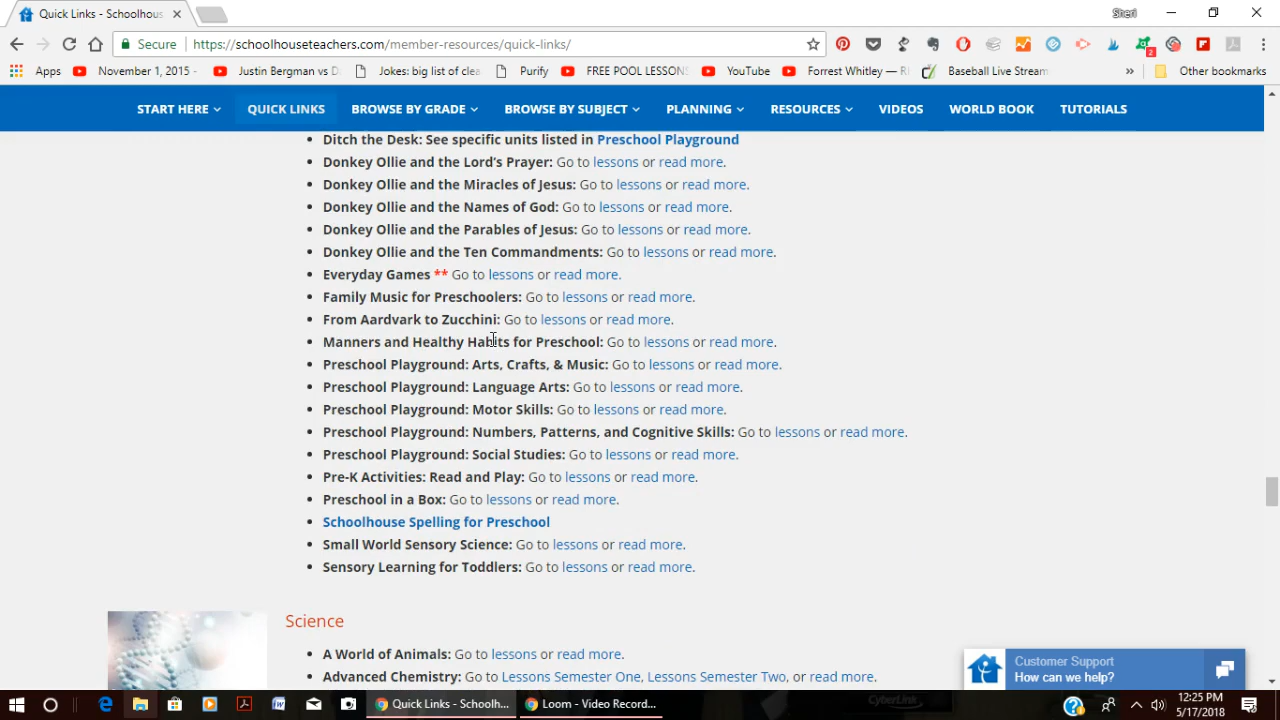 Quick Links - Schoolhous
Sheri
Secure https://schoolhouseteachers.com/member-resources/quick-links/
2
Apps November 1, 2015 - Justin Bergman vs D Jokes: big list of clea Purify FREE POOL LESSONS YouTube Forrest Whitley — R Baseball Live Stream » Other bookmarks
START HERE QUICK LINKS BROWSE BY GRADE BROWSE BY SUBJECT PLANNING RESOURCES VIDEOS WORLD BOOK TUTORIALS
• Ditch the Desk: See specific units listed in Preschool Playground
• Donkey Ollie and the Lord's Prayer: Go to lessons or read more.
• Donkey Ollie and the Miracles of Jesus: Go to lessons or read more.
• Donkey Ollie and the Names of God: Go to lessons or read more.
• Donkey Ollie and the Parables of Jesus: Go to lessons or read more.
• Donkey Ollie and the Ten Commandments: Go to lessons or read more.
• Everyday Games ** Go to lessons or read more.
• Family Music for Preschoolers: Go to lessons or read more.
• From Aardvark to Zucchini: Go to lessons or read more.
• Manners and Healthy Habits for Preschool: Go to lessons or read more.
• Preschool Playground: Arts, Crafts, & Music: Go to lessons or read more.
• Preschool Playground: Language Arts: Go to lessons or read more.
• Preschool Playground: Motor Skills: Go to lessons or read more.
• Preschool Playground: Numbers, Patterns, and Cognitive Skills: Go to lessons or read more.
• Preschool Playground: Social Studies: Go to lessons or read more.
• Pre-K Activities: Read and Play: Go to lessons or read more.
• Preschool in a Box: Go to lessons or read more.
• Schoolhouse Spelling for Preschool
• Small World Sensory Science: Go to lessons or read more.
• Sensory Learning for Toddlers: Go to lessons or read more.
Science
• A World of Animals: Go to lessons or read more.
• Advanced Chemistry: Go to Lessons Semester One, Lessons Semester Two, or read more.
Customer Support
How can we help?
Quick Links - Schoolh... Loom - Video Record... CyberLink
12:25 PM
5/17/2018